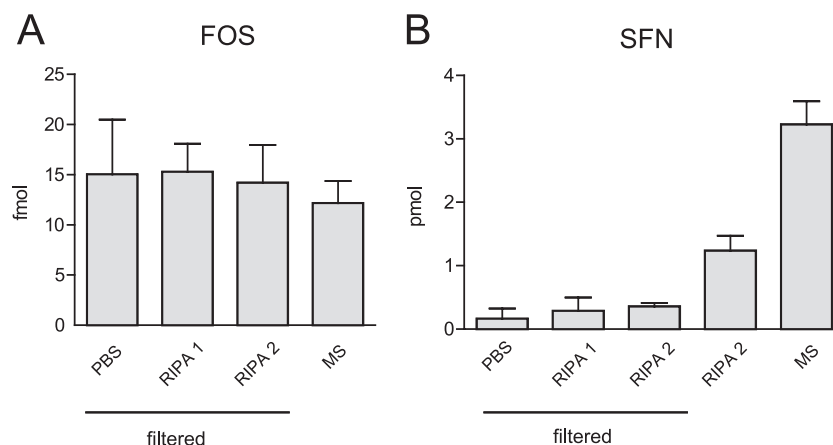 A
FOS
25
20
15
10
5
0
fmol
PBS
RIPA 1
RIPA 2
MS
filtered
B
SFN
4
3
2
1
0
pmol
PBS
RIPA 1
RIPA 2
RIPA 2
MS
filtered